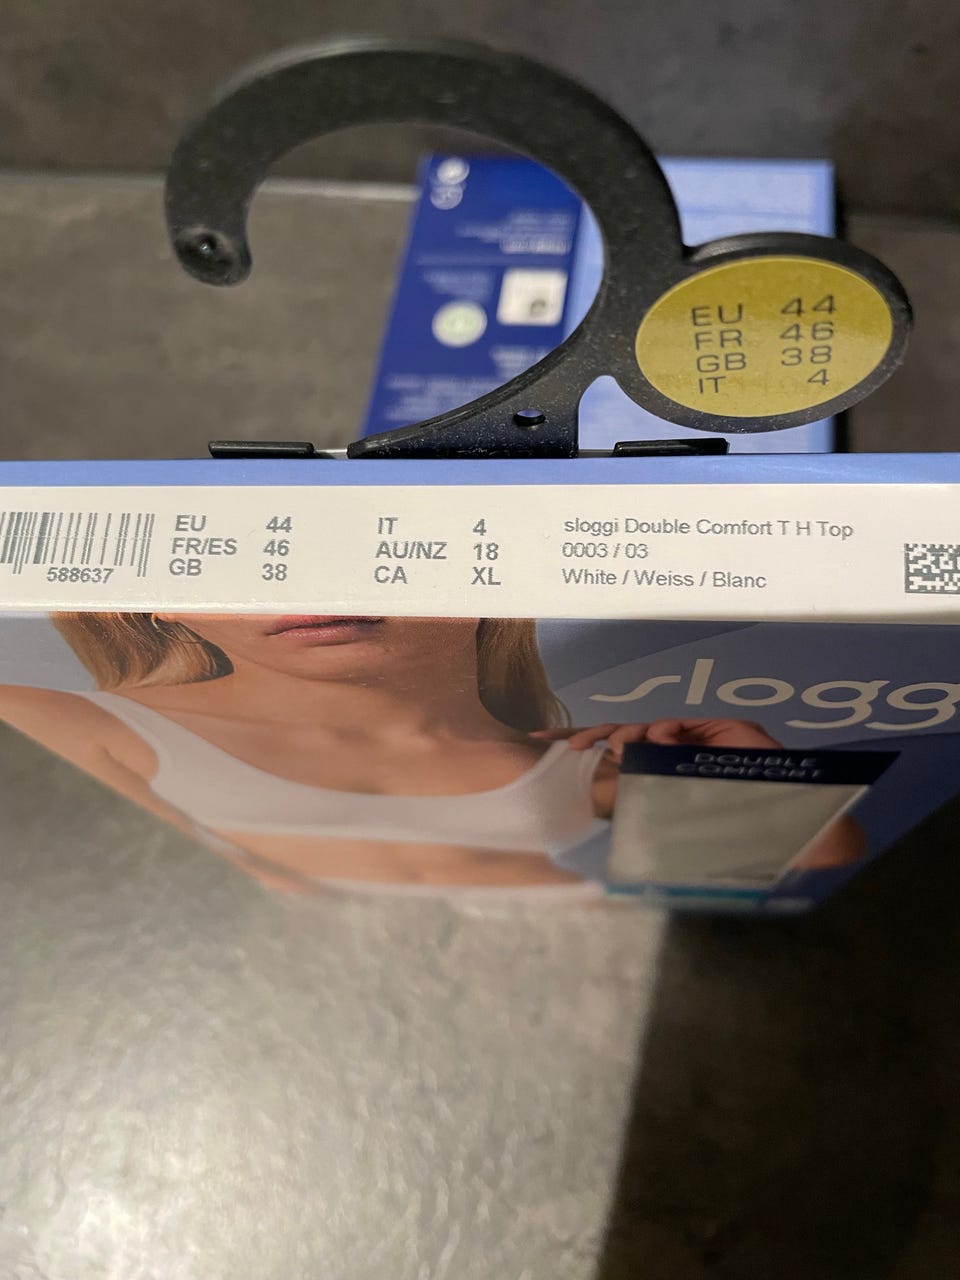 EU 44
FR 46
GB 38
IT 4
EU 44
FR/ES 46
GB 38
IT 4
AU/NZ 18
CA XL
sloggi Double Comfort T H Top
0003 / 03
White / Weiss / Blanc
588637
slogg
DOUBLE
COMFORT